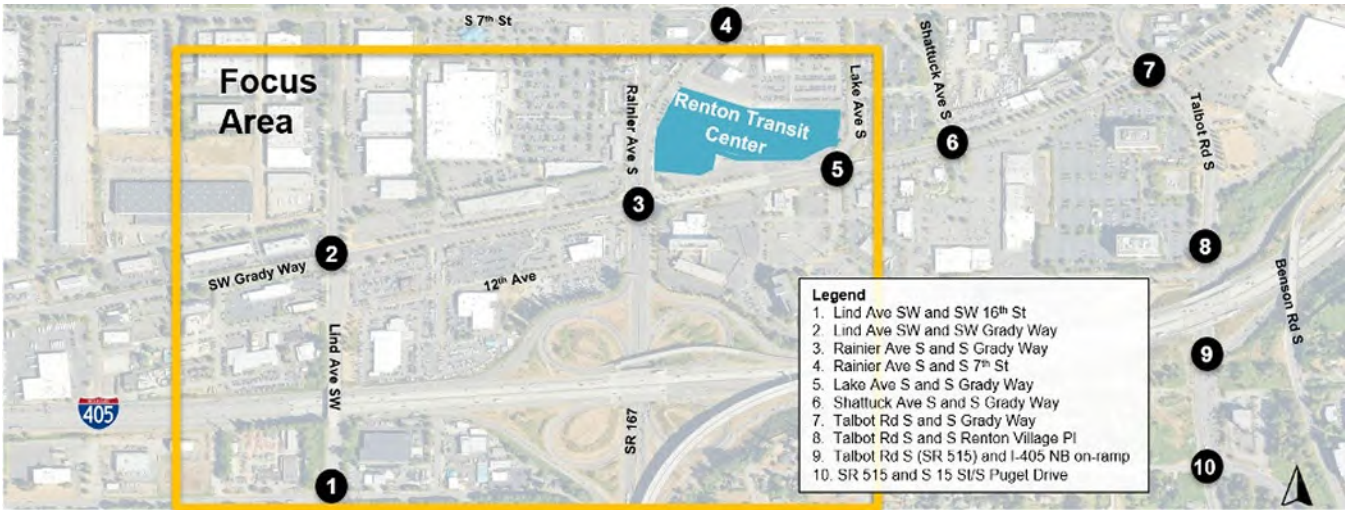 S 7th St
4
Focus
Area
Rainier Ave S
Renton Transit
Center
Lake Ave S
Shattuck Ave S
7
Talbot Rd S
6
5
3
2
SW Grady Way
12th Ave
8
Benson Rd S
Lind Ave SW
405
SR 167
1
9
10
Legend
1. Lind Ave SW and SW 16th St
2. Lind Ave SW and SW Grady Way
3. Rainier Ave S and S Grady Way
4. Rainier Ave S and S 7th St
5. Lake Ave S and S Grady Way
6. Shattuck Ave S and S Grady Way
7. Talbot Rd S and S Grady Way
8. Talbot Rd S and S Renton Village Pl
9. Talbot Rd S (SR 515) and I-405 NB on-ramp
10. SR 515 and S 15 St/S Puget Drive